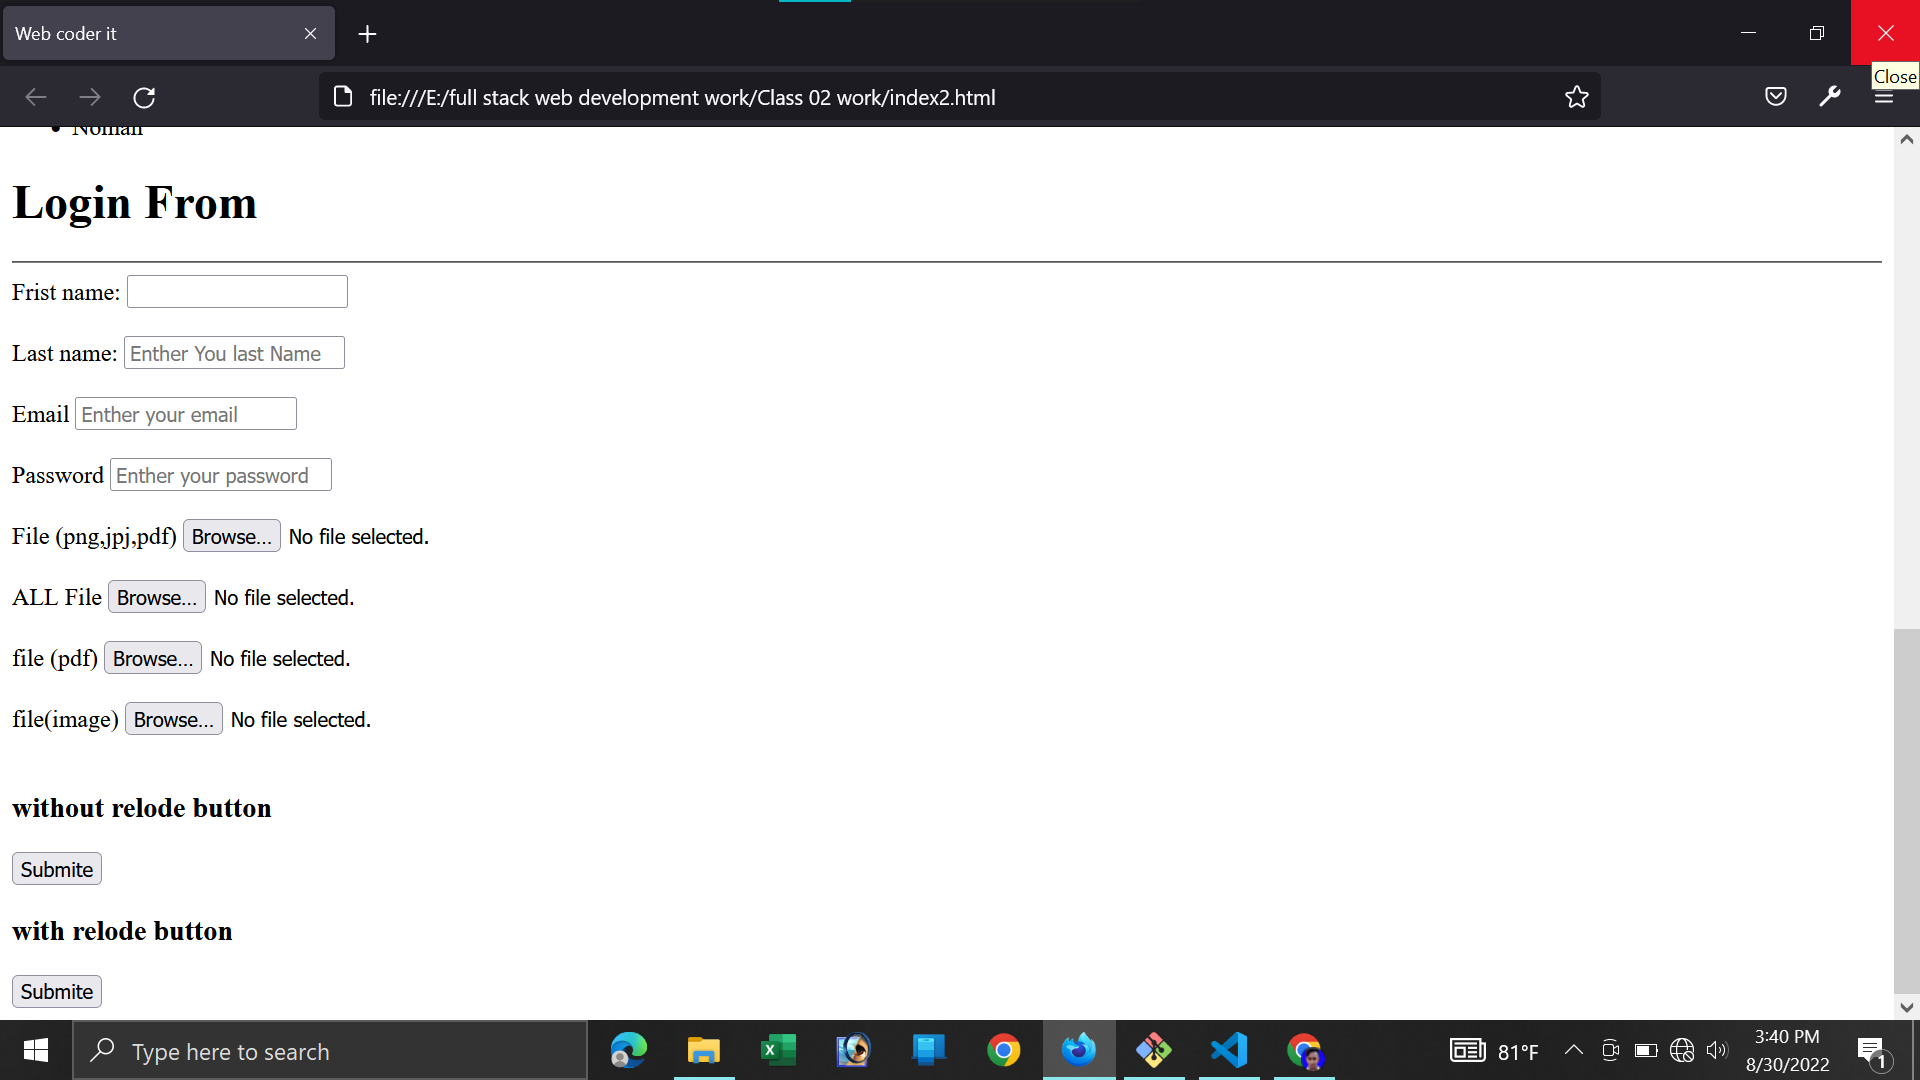 Web coder it
Close
file:///E:/full stack web development work/Class 02 work/index2.html
Noman
Login From
Frist name:
Last name: Enther You last Name
Email Enther your email
Password Enther your password
File (png,jpj,pdf) Browse... No file selected.
ALL File Browse... No file selected.
file (pdf) Browse... No file selected.
file(image) Browse... No file selected.
without relode button
Submite
with relode button
Submite
Type here to search
81°F
3:40 PM
8/30/2022
1